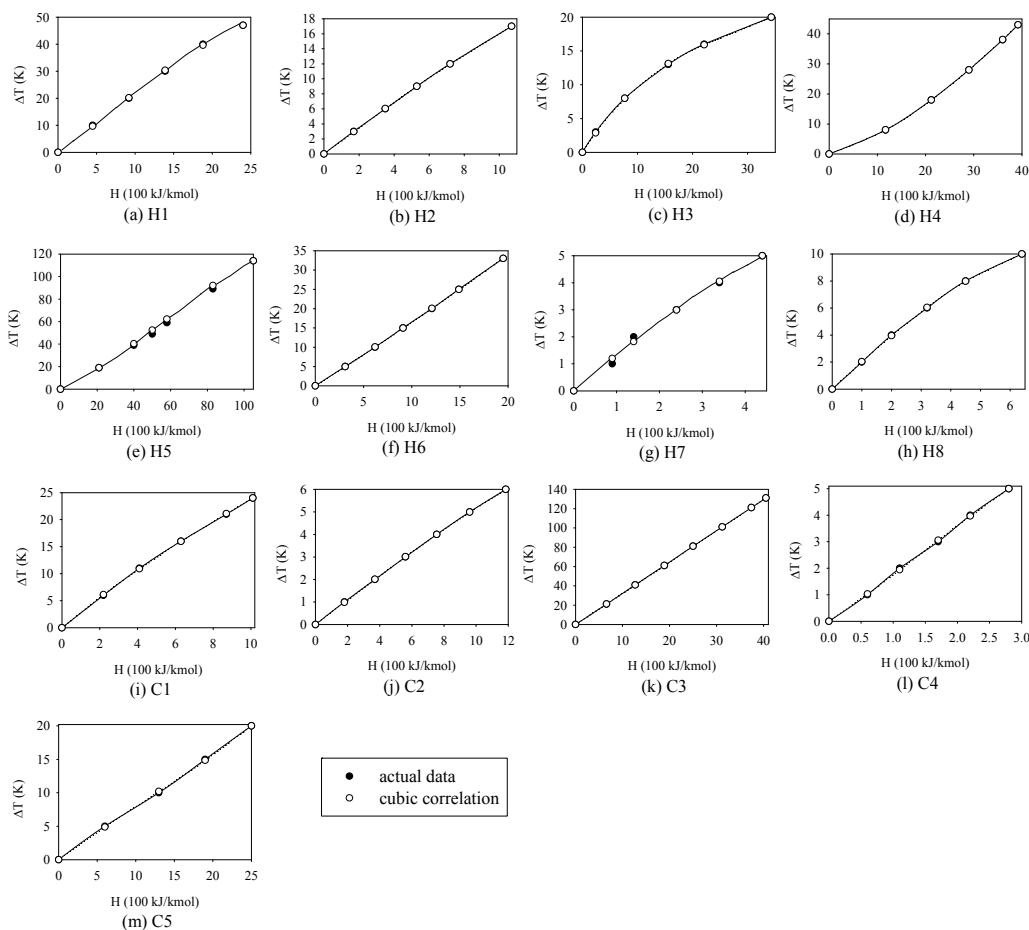 50
40
30
20
10
0
ΔT (K)
0 5 10 15 20 25
H (100 kJ/kmol)
(a) H1
18
16
14
12
10
8
6
4
2
0
ΔT (K)
0 2 4 6 8 10
H (100 kJ/kmol)
(b) H2
20
15
10
5
0
ΔT (K)
0 10 20 30
H (100 kJ/kmol)
(c) H3
40
30
20
10
0
ΔT (K)
0 10 20 30 40
H (100 kJ/kmol)
(d) H4
120
100
80
60
40
20
0
ΔT (K)
0 20 40 60 80 100
H (100 kJ/kmol)
(e) H5
35
30
25
20
15
10
5
0
ΔT (K)
0 5 10 15 20
H (100 kJ/kmol)
(f) H6
5
4
3
2
1
0
ΔT (K)
0 1 2 3 4
H (100 kJ/kmol)
(g) H7
10
8
6
4
2
0
ΔT (K)
0 1 2 3 4 5 6
H (100 kJ/kmol)
(h) H8
25
20
15
10
5
0
ΔT (K)
0 2 4 6 8 10
H (100 kJ/kmol)
(i) C1
6
5
4
3
2
1
0
ΔT (K)
0 2 4 6 8 10 12
H (100 kJ/kmol)
(j) C2
140
120
100
80
60
40
20
0
ΔT (K)
0 10 20 30 40
H (100 kJ/kmol)
(k) C3
5
4
3
2
1
0
ΔT (K)
0.0 0.5 1.0 1.5 2.0 2.5 3.0
H (100 kJ/kmol)
(l) C4
20
15
10
5
0
ΔT (K)
0 5 10 15 20 25
H (100 kJ/kmol)
(m) C5
actual data
cubic correlation